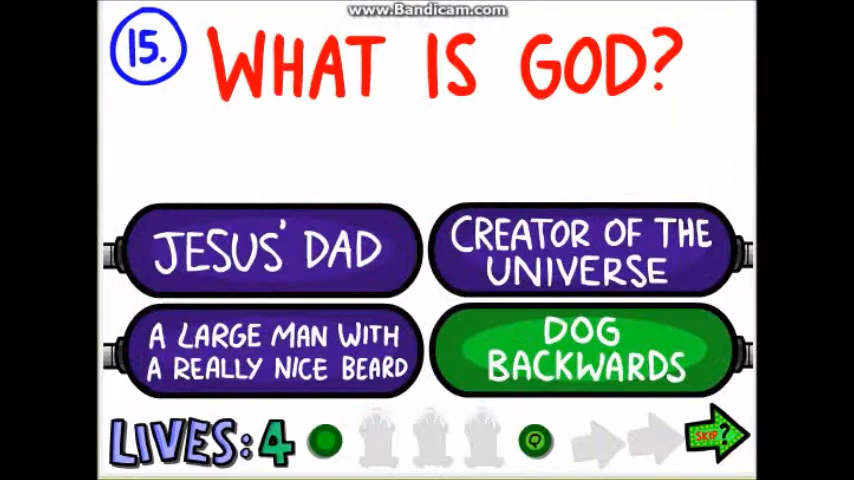 www.Bandicam.com
15.
WHAT IS GOD?
JESUS' DAD
CREATOR OF THE
UNIVERSE
A LARGE MAN WITH
A REALLY NICE BEARD
DOG
BACKWARDS
LIVES: 4
Q
SKIP?